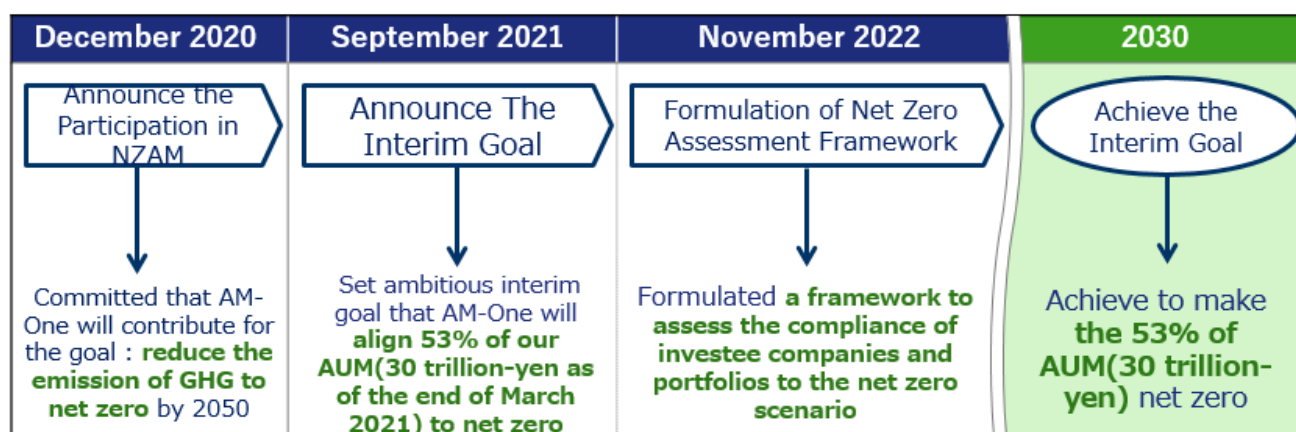 December 2020
Announce the
Participation in
NZAM
Committed that AM-
One will contribute for
the goal : reduce the
emission of GHG to
net zero by 2050
September 2021
Announce The
Interim Goal
Set ambitious interim
goal that AM-One will
align 53% of our
AUM(30 trillion-yen as
of the end of March
2021) to net zero
November 2022
Formulation of Net Zero
Assessment Framework
Formulated a framework to
assess the compliance of
investee companies and
portfolios to the net zero
scenario
2030
Achieve the
Interim Goal
Achieve to make
the 53% of
AUM(30 trillion-
yen) net zero